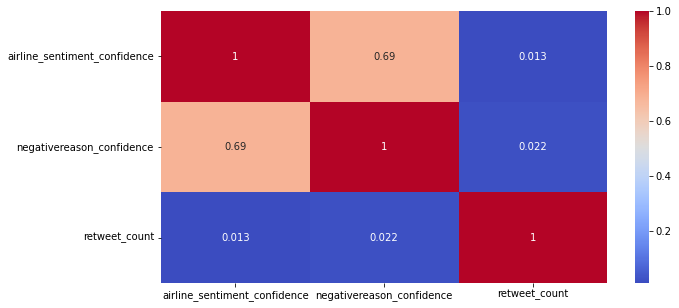 airline_sentiment_confidence
1
0.69
0.013
negativereason_confidence
0.69
1
0.022
retweet_count
0.013
0.022
1
airline_sentiment_confidence
negativereason_confidence
retweet_count
1.0
0.8
0.6
0.4
0.2